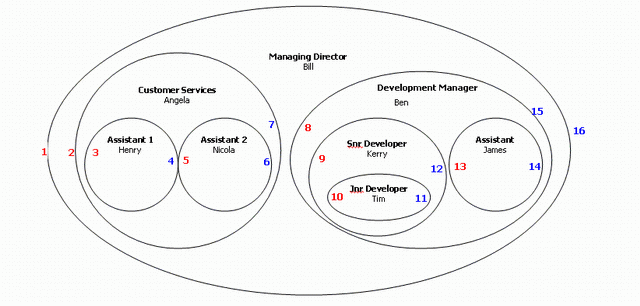 Managing Director
Bill
Customer Services
Angela
Development Manager
Ben
Assistant 1
Henry
Assistant 2
Nicola
Snr Developer
Kerry
Assistant
James
Jnr Developer
Tim
1
2
3
4
5
6
7
8
9
10
11
12
13
14
15
16